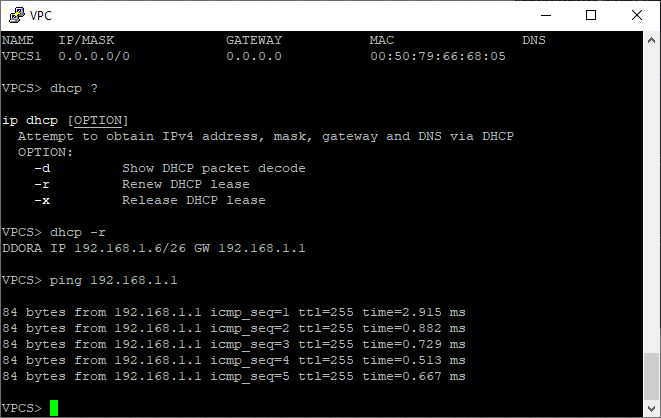 VPC
NAME   IP/MASK              GATEWAY           MAC                DNS
VPCS1  0.0.0.0/0            0.0.0.0           00:50:79:66:68:05
VPCS> dhcp ?
ip dhcp [OPTION]
  Attempt to obtain IPv4 address, mask, gateway and DNS via DHCP
  OPTION:
    -d         Show DHCP packet decode
    -r         Renew DHCP lease
    -x         Release DHCP lease
VPCS> dhcp -r
DDORA IP 192.168.1.6/26 GW 192.168.1.1
VPCS> ping 192.168.1.1
84 bytes from 192.168.1.1 icmp_seq=1 ttl=255 time=2.915 ms
84 bytes from 192.168.1.1 icmp_seq=2 ttl=255 time=0.882 ms
84 bytes from 192.168.1.1 icmp_seq=3 ttl=255 time=0.729 ms
84 bytes from 192.168.1.1 icmp_seq=4 ttl=255 time=0.513 ms
84 bytes from 192.168.1.1 icmp_seq=5 ttl=255 time=0.667 ms
VPCS>